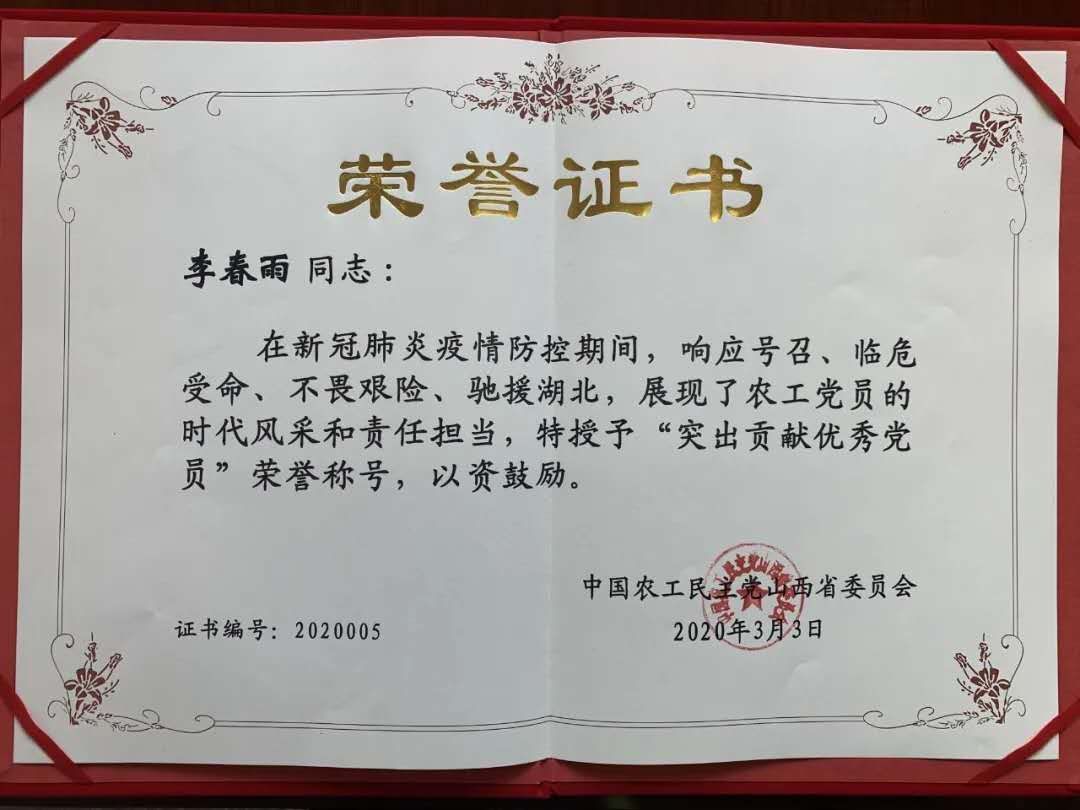 荣誉证书
李春雨 同志：
在新冠肺炎疫情防控期间，响应号召、临危
受命、不畏艰险、驰援湖北，展现了农工党员的
时代风采和责任担当，特授予“突出贡献优秀党
员”荣誉称号，以资鼓励。
中国农工民主党山西省委员会
证书编号：2020005
2020年3月3日